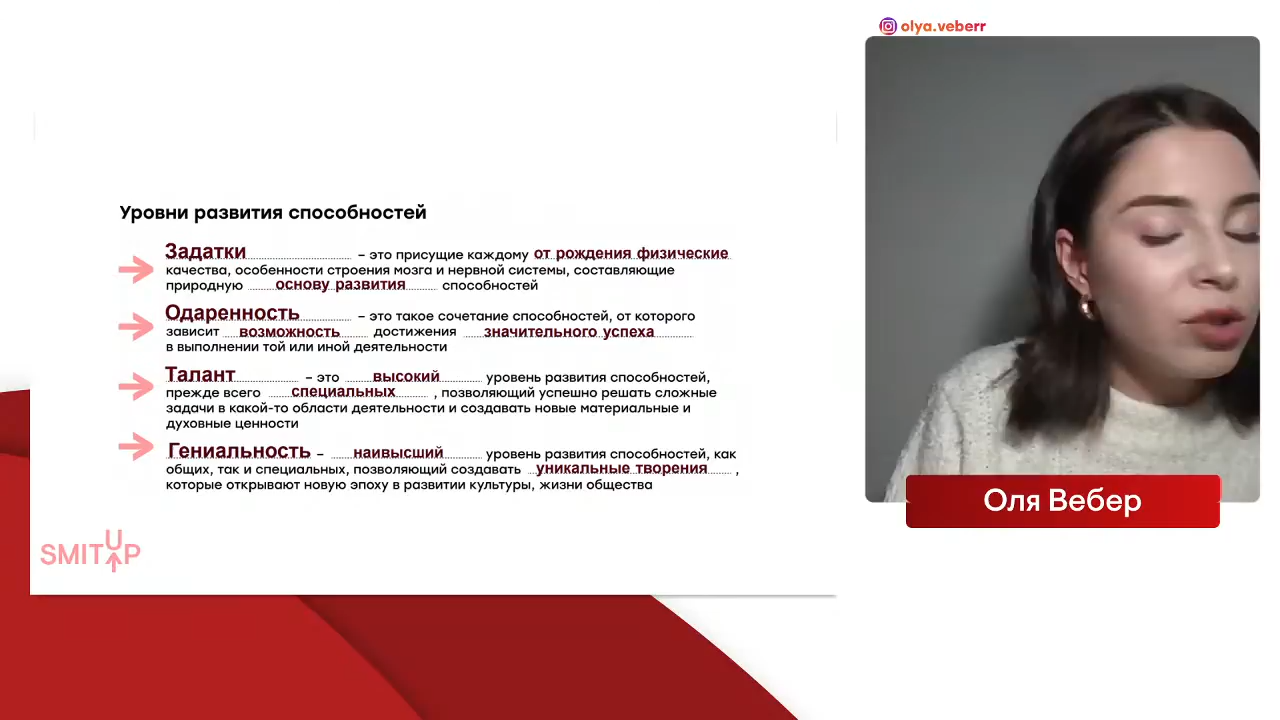 olya.veberr
Уровни развития способностей
Задатки – это присущие каждому от рождения физические
качества, особенности строения мозга и нервной системы, составляющие
природную основу развития способностей
Одаренность – это такое сочетание способностей, от которого
зависит возможность достижения значительного успеха
в выполнении той или иной деятельности
Талант – это высокий уровень развития способностей,
прежде всего специальных , позволяющий успешно решать сложные
задачи в какой-то области деятельности и создавать новые материальные и
духовные ценности
Гениальность – наивысший уровень развития способностей, как
общих, так и специальных, позволяющий создавать уникальные творения ,
которые открывают новую эпоху в развитии культуры, жизни общества
SMITUP
Оля Вебер